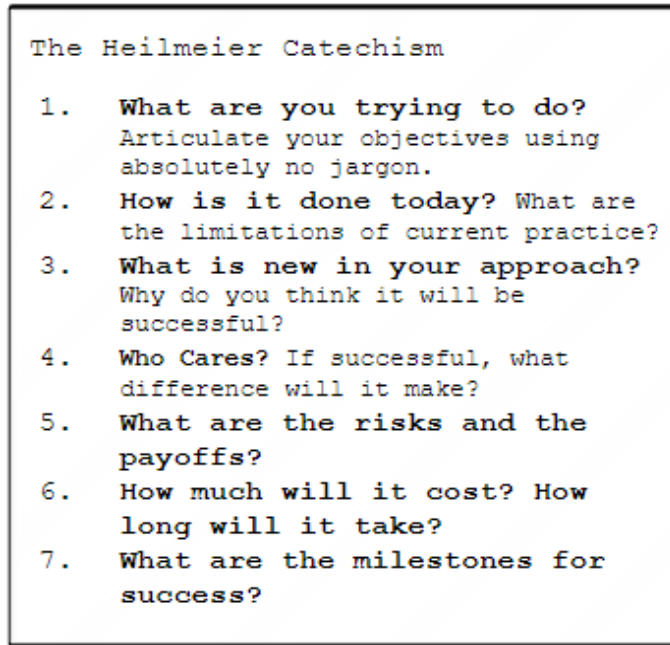 The Heilmeier Catechism
1. What are you trying to do?
Articulate your objectives using
absolutely no jargon.
2. How is it done today? What are
the limitations of current practice?
3. What is new in your approach?
Why do you think it will be
successful?
4. Who Cares? If successful, what
difference will it make?
5. What are the risks and the
payoffs?
6. How much will it cost? How
long will it take?
7. What are the milestones for
success?